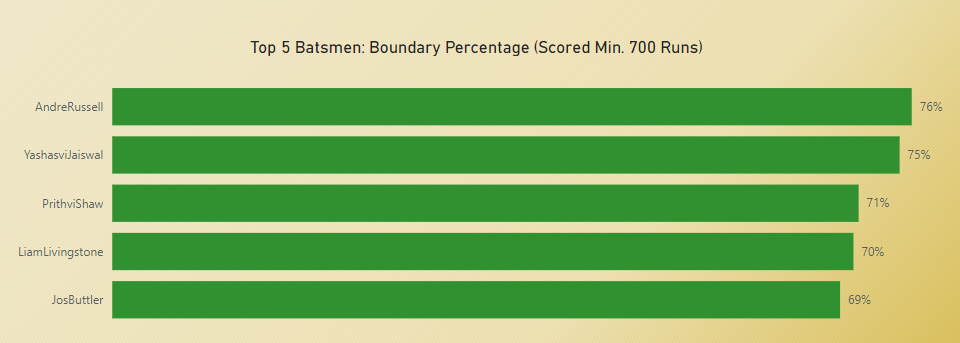 Top 5 Batsmen: Boundary Percentage (Scored Min. 700 Runs)
AndreRussell 76%
YashasviJaiswal 75%
PrithviShaw 71%
LiamLivingstone 70%
JosButtler 69%